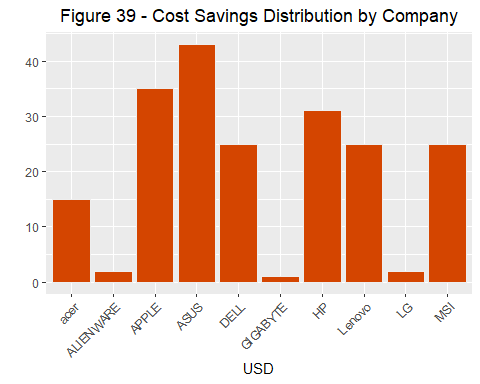 Figure 39 - Cost Savings Distribution by Company
40
30
20
10
0
acer
ALIENWARE
APPLE
ASUS
DELL
GIGABYTE
HP
Lenovo
LG
MSI
USD